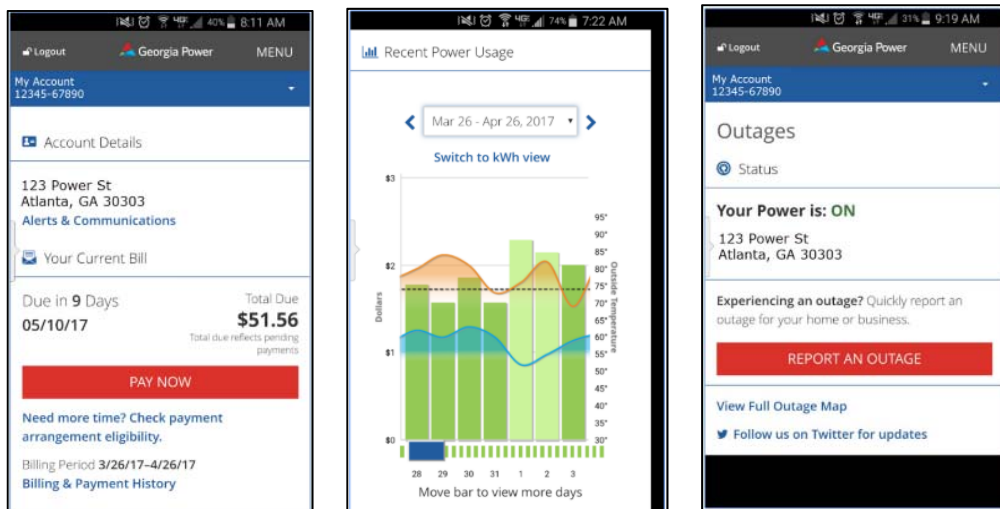 40% 8:11 AM
Logout Georgia Power MENU
My Account
12345-67890
Account Details
123 Power St
Atlanta, GA 30303
Alerts & Communications
Your Current Bill
Due in 9 Days
Total Due
05/10/17
$51.56
Total due reflects pending
payments
PAY NOW
Need more time? Check payment
arrangement eligibility.
Billing Period 3/26/17–4/26/17
Billing & Payment History
4G 74% 7:22 AM
Recent Power Usage
Mar 26 - Apr 26, 2017
Switch to kWh view
$3
$2
$1
$0
Dollars
95°
90°
85°
80°
75°
70°
65°
60°
55°
50°
45°
40°
35°
30°
Outside Temperature
28 29 30 31 1 2 3
Move bar to view more days
31% 9:19 AM
Logout Georgia Power MENU
My Account
12345-67890
Outages
Status
Your Power is: ON
123 Power St
Atlanta, GA 30303
Experiencing an outage? Quickly report an
outage for your home or business.
REPORT AN OUTAGE
View Full Outage Map
Follow us on Twitter for updates